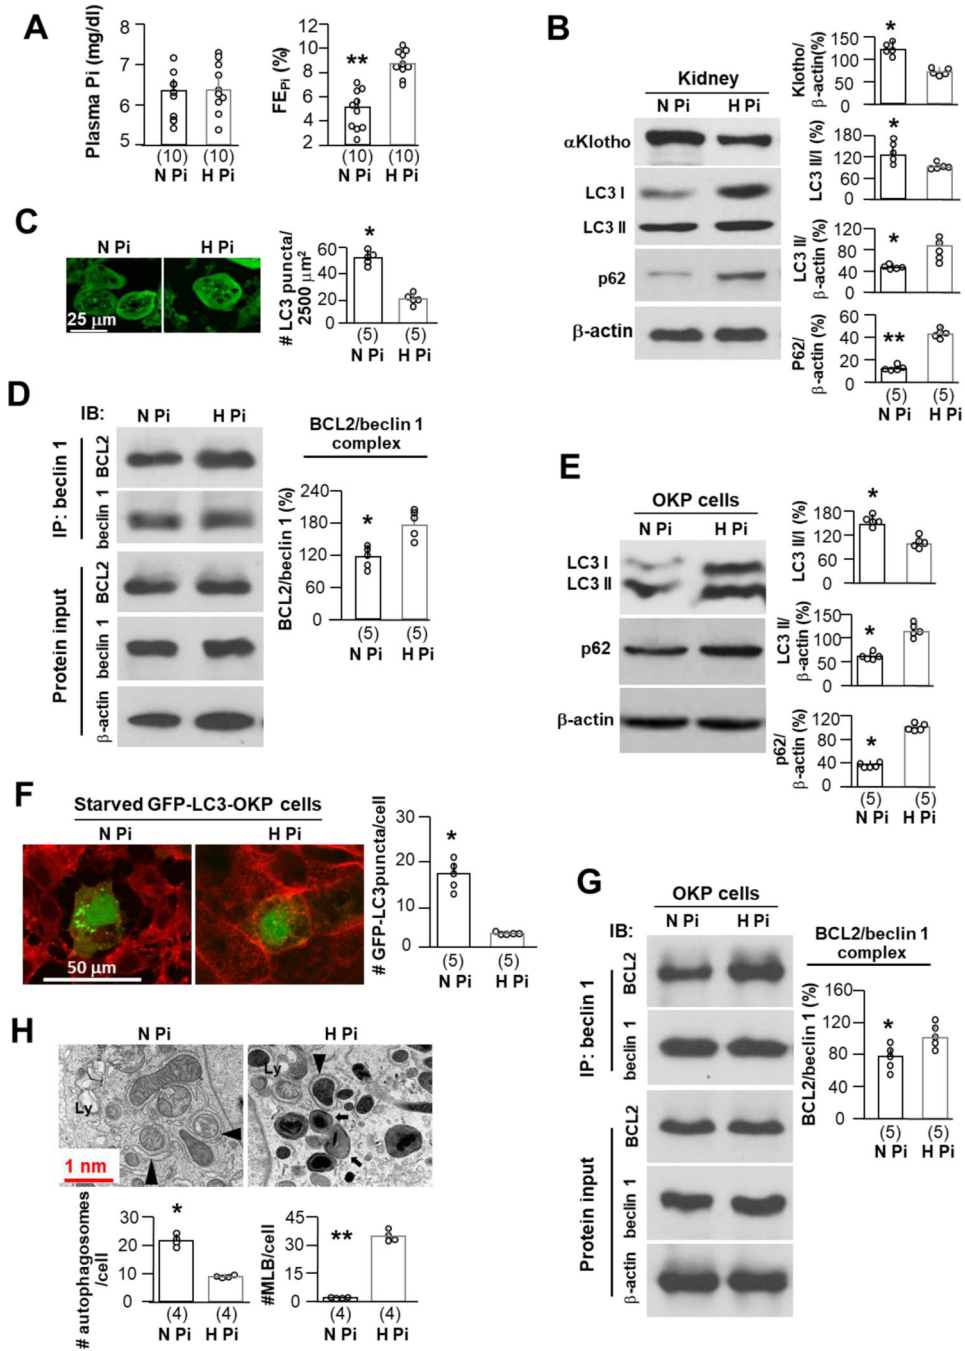 A
Plasma Pi (mg/dl)
8
7
6
5
(10)
(10)
N Pi
H Pi
FEPi (%)
12
10
8
6
4
2
0
**
(10)
(10)
N Pi
H Pi
B
Kidney
N Pi
H Pi
αKlotho
LC3 I
LC3 II
p62
β-actin
Klotho/
β-actin(%)
150
100
50
0
*
LC3 II/I (%)
180
120
60
0
*
LC3 II/
β-actin (%)
120
80
40
0
*
P62/
β-actin (%)
60
40
20
0
**
(5)
(5)
N Pi
H Pi
C
N Pi
H Pi
25 μm
# LC3 puncta/
2500 μm²
60
40
20
0
*
(5)
(5)
N Pi
H Pi
D
IB:
N Pi
H Pi
IP: beclin 1
BCL2
beclin 1
Protein input
BCL2
beclin 1
β-actin
BCL2/beclin 1
complex
BCL2/beclin 1 (%)
240
180
120
60
0
*
(5)
(5)
N Pi
H Pi
E
OKP cells
N Pi
H Pi
LC3 I
LC3 II
p62
β-actin
LC3 II/I (%)
180
120
60
0
*
LC3 II/
β-actin (%)
150
100
50
0
*
p62/
β-actin (%)
120
80
40
0
*
(5)
(5)
N Pi
H Pi
F
Starved GFP-LC3-OKP cells
N Pi
H Pi
50 μm
# GFP-LC3puncta/cell
30
20
10
0
*
(5)
(5)
N Pi
H Pi
G
OKP cells
IB:
N Pi
H Pi
IP: beclin 1
BCL2
beclin 1
Protein input
BCL2
beclin 1
β-actin
BCL2/beclin 1
complex
BCL2/beclin 1 (%)
160
120
80
40
0
*
(5)
(5)
N Pi
H Pi
H
N Pi
H Pi
Ly
Ly
1 nm
# autophagosomes
/cell
30
20
10
0
*
(4)
(4)
N Pi
H Pi
#MLB/cell
45
30
15
0
**
(4)
(4)
N Pi
H Pi